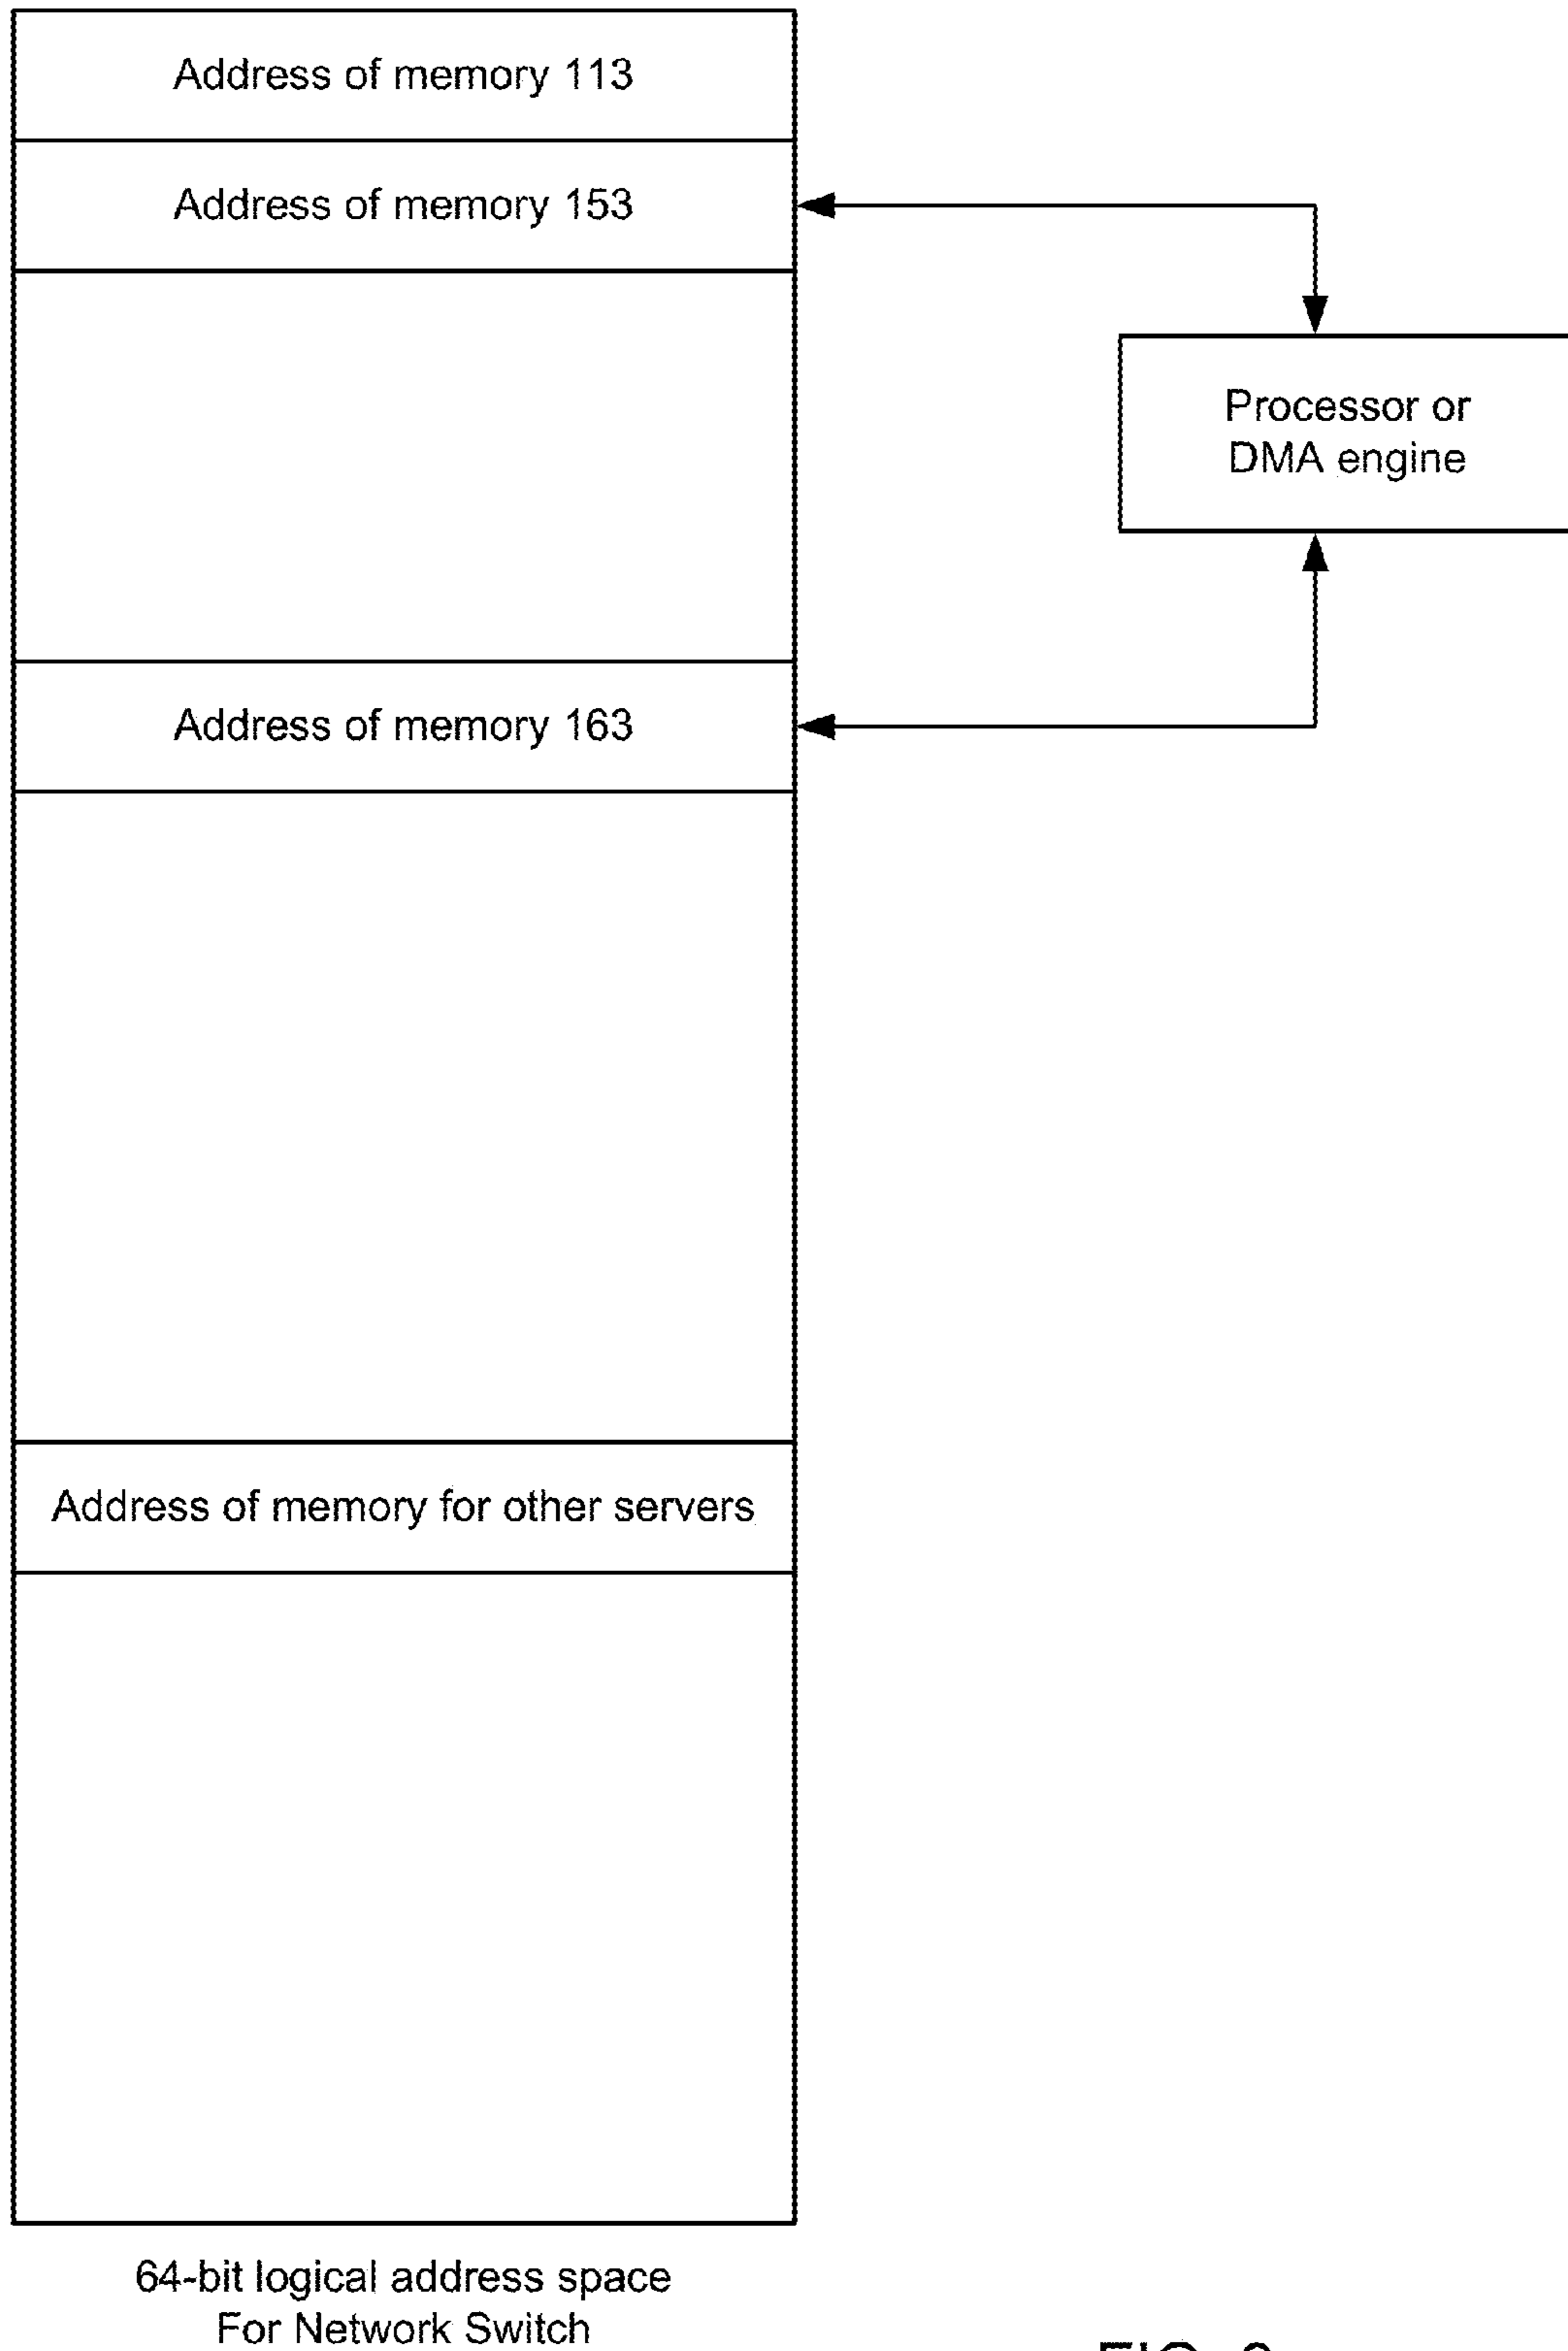 Address of memory 113
Address of memory 153
Processor or
DMA engine
Address of memory 163
Address of memory for other servers
64-bit logical address space
For Network Switch